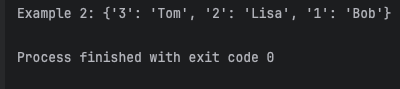 Example 2: {'3': 'Tom', '2': 'Lisa', '1': 'Bob'}
Process finished with exit code 0